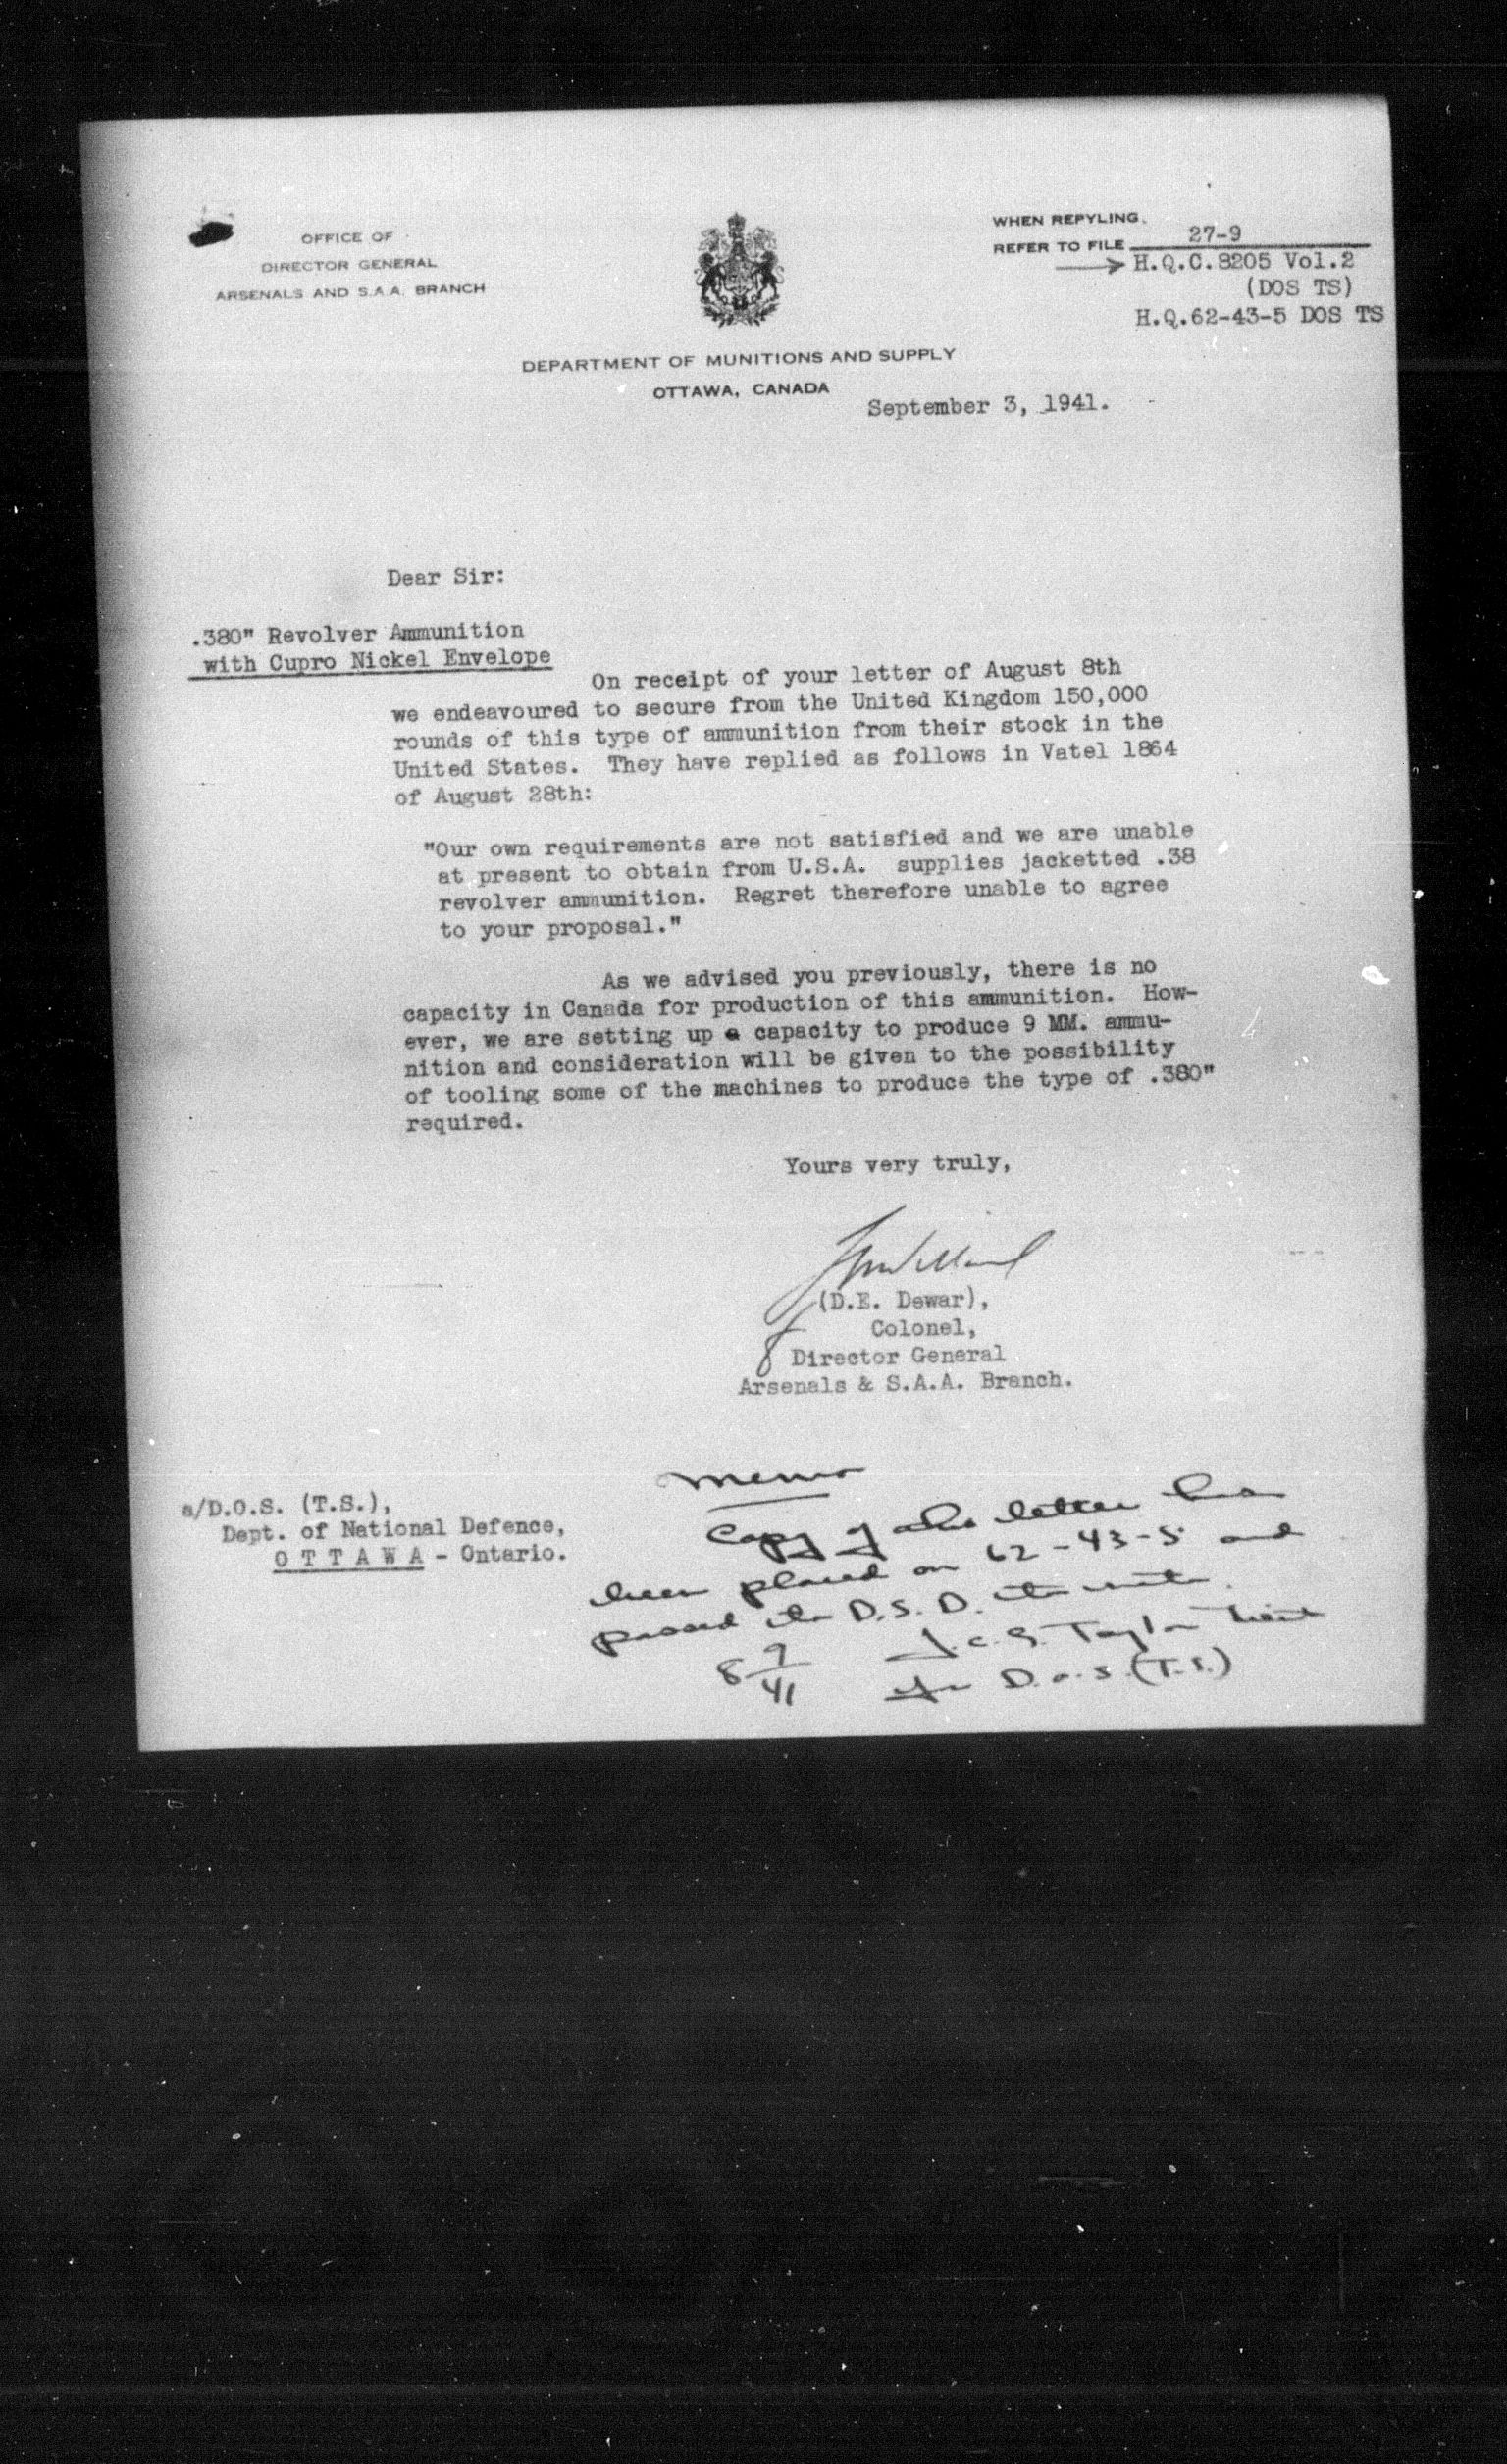 OFFICE OF
DIRECTOR GENERAL
ARSENALS AND S.A.A. BRANCH
WHEN REPYLING
REFER TO FILE 27-9
H.Q.C.8205 Vol.2
(DOS TS)
H.Q.62-43-5 DOS TS
DEPARTMENT OF MUNITIONS AND SUPPLY
OTTAWA, CANADA
September 3, 1941.
Dear Sir:
.380" Revolver Ammunition
with Cupro Nickel Envelope
On receipt of your letter of August 8th
we endeavoured to secure from the United Kingdom 150,000
rounds of this type of ammunition from their stock in the
United States. They have replied as follows in Vatel 1864
of August 28th:
"Our own requirements are not satisfied and we are unable
at present to obtain from U.S.A. supplies jacketted .38
revolver ammunition. Regret therefore unable to agree
to your proposal."
As we advised you previously, there is no
capacity in Canada for production of this ammunition. How-
ever, we are setting up a capacity to produce 9 MM. ammu-
nition and consideration will be given to the possibility
of tooling some of the machines to produce the type of .380"
required.
Yours very truly,
(D.E. Dewar),
Colonel,
Director General
Arsenals & S.A.A. Branch.
a/D.O.S. (T.S.),
Dept. of National Defence,
O T T A W A - Ontario.
Memo
Copy of this letter has
been placed on 62-43-5 and
passed to D.S.D. to note.
8 9/41
J.C.G. Taylor Lieut
for D.O.S.(T.S.)